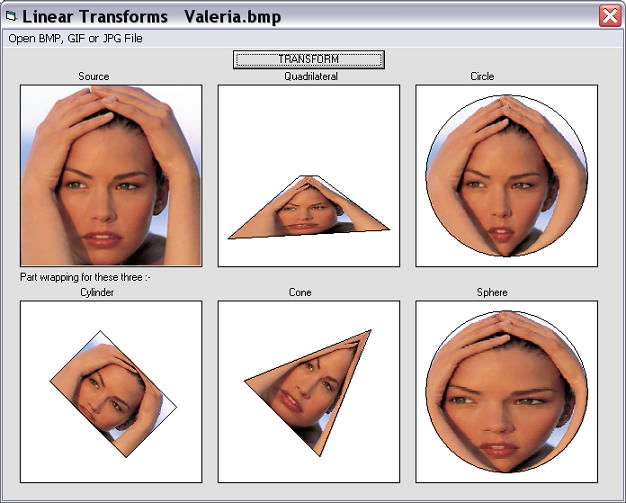 Linear Transforms Valeria.bmp
Open BMP, GIF or JPG File
TRANSFORM
Source Quadrilateral Circle
Part wrapping for these three :-
Cylinder Cone Sphere